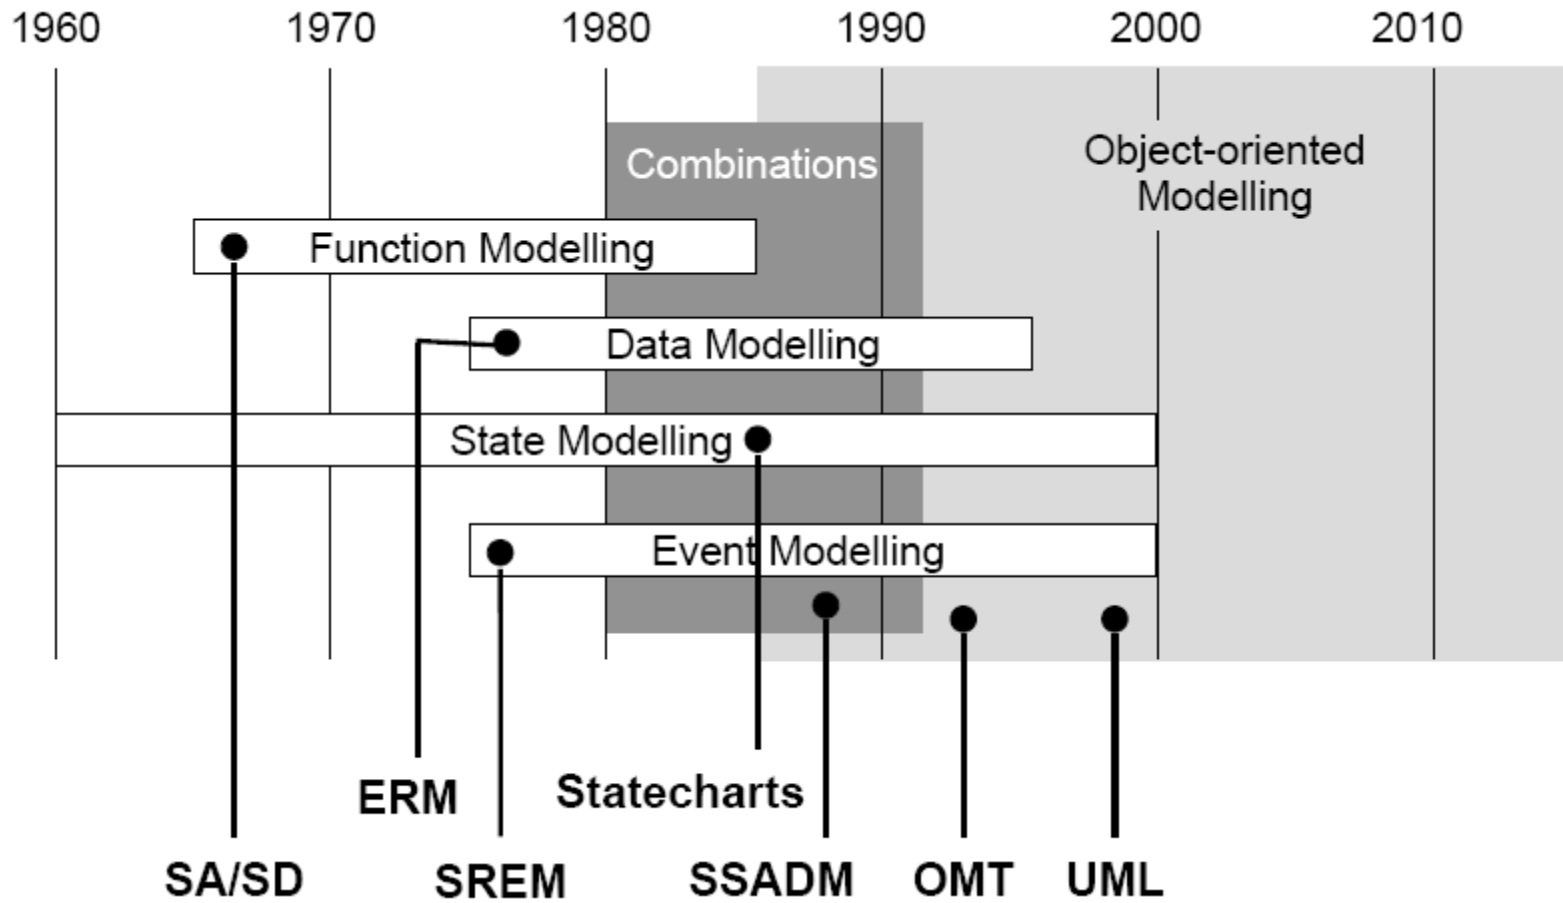 1960 1970 1980 1990 2000 2010
Combinations
Object-oriented
Modelling
Function Modelling
Data Modelling
State Modelling
Event Modelling
ERM
Statecharts
SA/SD
SREM
SSADM
OMT
UML